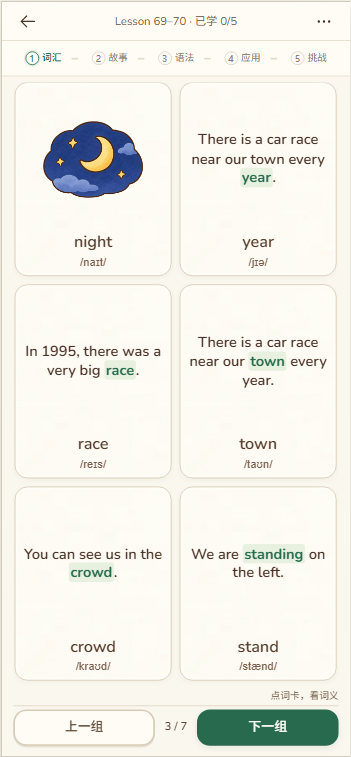 Lesson 69–70 · 已学 0/5
1 词汇 – 2 故事 – 3 语法 – 4 应用 – 5 挑战
night
/naɪt/
There is a car race
near our town every
year.
year
/jɪə/
In 1995, there was a
very big race.
race
/reɪs/
There is a car race
near our town every
year.
town
/taʊn/
You can see us in the
crowd.
crowd
/kraʊd/
We are standing on
the left.
stand
/stænd/
点词卡，看词义
上一组
3 / 7
下一组